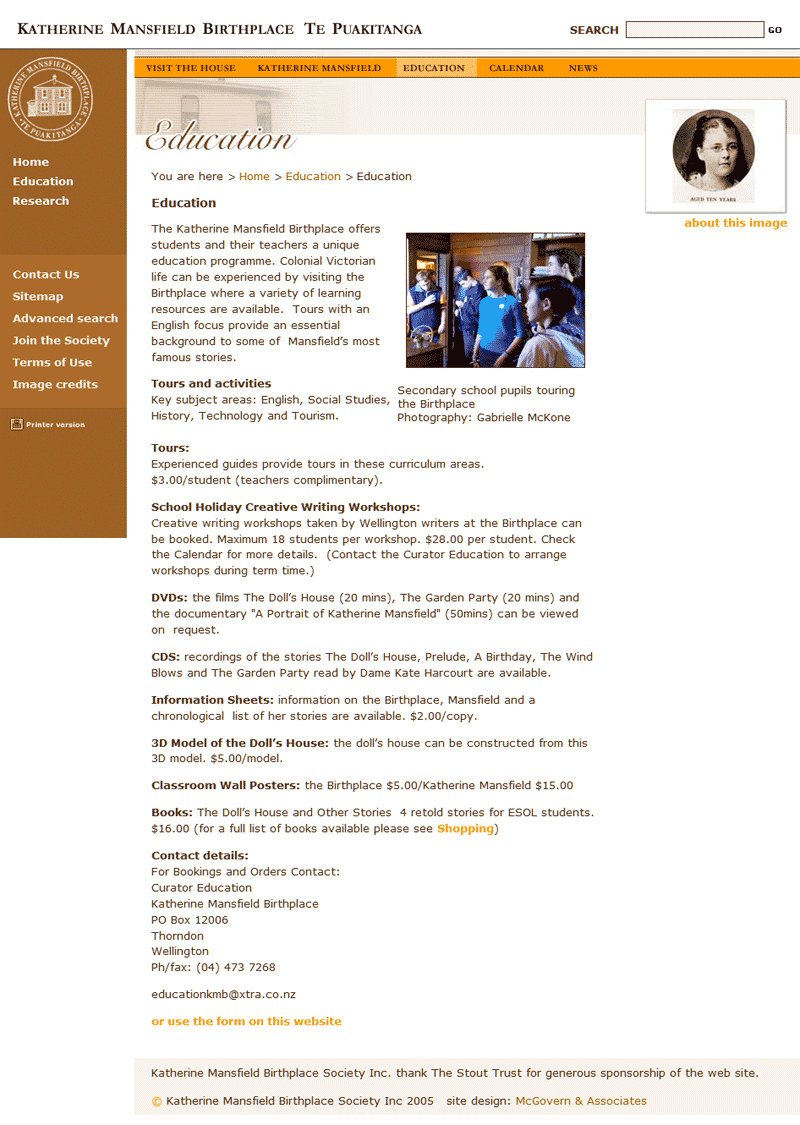 KATHERINE MANSFIELD BIRTHPLACE TE PUAKITANGA
SEARCH GO
KATHERINE MANSFIELD BIRTHPLACE
• TE PUAKITANGA •
VISIT THE HOUSE KATHERINE MANSFIELD EDUCATION CALENDAR NEWS
Home
Education
Research
Contact Us
Sitemap
Advanced search
Join the Society
Terms of Use
Image credits
Printer version
Education
AGED TEN YEARS
about this image
You are here > Home > Education > Education
Education
The Katherine Mansfield Birthplace offers
students and their teachers a unique
education programme. Colonial Victorian
life can be experienced by visiting the
Birthplace where a variety of learning
resources are available.  Tours with an
English focus provide an essential
background to some of  Mansfield's most
famous stories.
Secondary school pupils touring
the Birthplace
Photography: Gabrielle McKone
Tours and activities
Key subject areas: English, Social Studies,
History, Technology and Tourism.
Tours:
Experienced guides provide tours in these curriculum areas.
$3.00/student (teachers complimentary).
School Holiday Creative Writing Workshops:
Creative writing workshops taken by Wellington writers at the Birthplace can
be booked. Maximum 18 students per workshop. $28.00 per student. Check
the Calendar for more details.  (Contact the Curator Education to arrange
workshops during term time.)
DVDs: the films The Doll's House (20 mins), The Garden Party (20 mins) and
the documentary "A Portrait of Katherine Mansfield" (50mins) can be viewed
on  request.
CDS: recordings of the stories The Doll's House, Prelude, A Birthday, The Wind
Blows and The Garden Party read by Dame Kate Harcourt are available.
Information Sheets: information on the Birthplace, Mansfield and a
chronological  list of her stories are available. $2.00/copy.
3D Model of the Doll's House: the doll's house can be constructed from this
3D model. $5.00/model.
Classroom Wall Posters: the Birthplace $5.00/Katherine Mansfield $15.00
Books: The Doll's House and Other Stories  4 retold stories for ESOL students.
$16.00 (for a full list of books available please see Shopping)
Contact details:
For Bookings and Orders Contact:
Curator Education
Katherine Mansfield Birthplace
PO Box 12006
Thorndon
Wellington
Ph/fax: (04) 473 7268
educationkmb@xtra.co.nz
or use the form on this website
Katherine Mansfield Birthplace Society Inc. thank The Stout Trust for generous sponsorship of the web site.
© Katherine Mansfield Birthplace Society Inc 2005   site design: McGovern & Associates